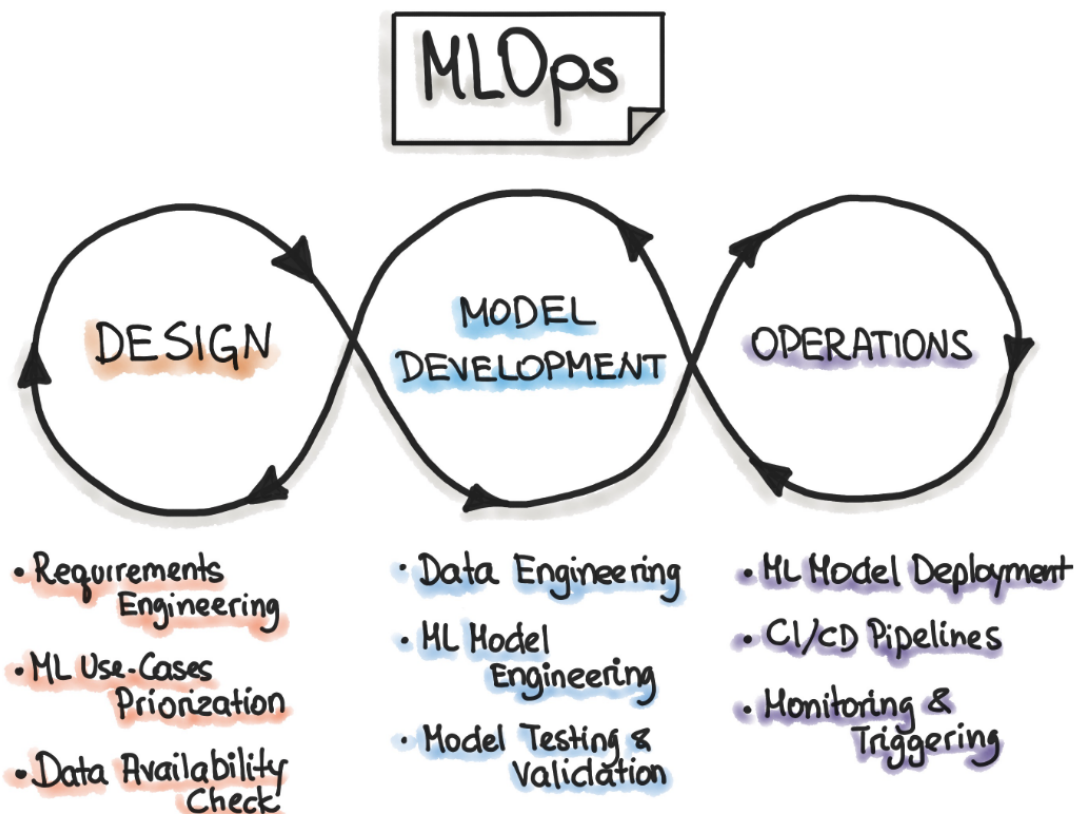 MLOps
DESIGN
MODEL
DEVELOPMENT
OPERATIONS
• Requirements
Engineering
• ML Use-Cases
Priorization
• Data Availability
Check
• Data Engineering
• ML Model
Engineering
• Model Testing &
Validation
• ML Model Deployment
• CI/CD Pipelines
• Monitoring &
Triggering